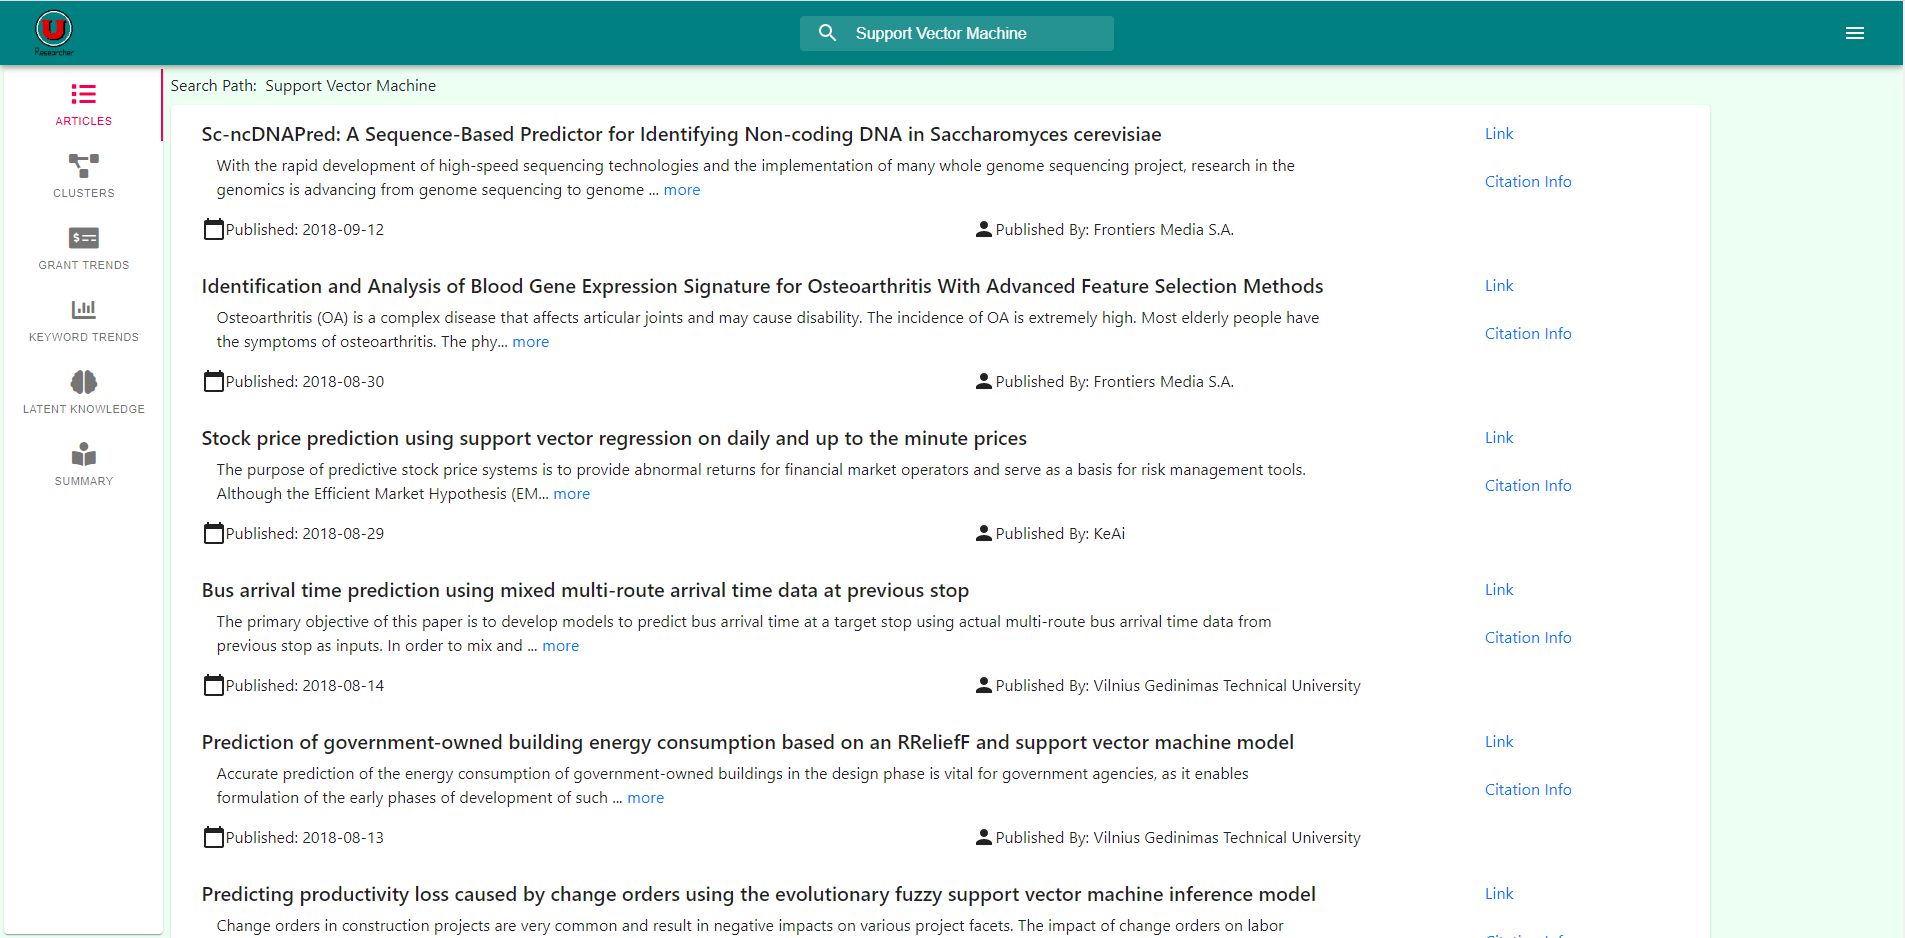 U
Researcher
Support Vector Machine
ARTICLES
CLUSTERS
GRANT TRENDS
KEYWORD TRENDS
LATENT KNOWLEDGE
SUMMARY
Search Path: Support Vector Machine
Sc-ncDNAPred: A Sequence-Based Predictor for Identifying Non-coding DNA in Saccharomyces cerevisiae
Link
With the rapid development of high-speed sequencing technologies and the implementation of many whole genome sequencing project, research in the
genomics is advancing from genome sequencing to genome ... more
Citation Info
Published: 2018-09-12
Published By: Frontiers Media S.A.
Identification and Analysis of Blood Gene Expression Signature for Osteoarthritis With Advanced Feature Selection Methods
Link
Osteoarthritis (OA) is a complex disease that affects articular joints and may cause disability. The incidence of OA is extremely high. Most elderly people have
the symptoms of osteoarthritis. The phy... more
Citation Info
Published: 2018-08-30
Published By: Frontiers Media S.A.
Stock price prediction using support vector regression on daily and up to the minute prices
Link
The purpose of predictive stock price systems is to provide abnormal returns for financial market operators and serve as a basis for risk management tools.
Although the Efficient Market Hypothesis (EM... more
Citation Info
Published: 2018-08-29
Published By: KeAi
Bus arrival time prediction using mixed multi-route arrival time data at previous stop
Link
The primary objective of this paper is to develop models to predict bus arrival time at a target stop using actual multi-route bus arrival time data from
previous stop as inputs. In order to mix and ... more
Citation Info
Published: 2018-08-14
Published By: Vilnius Gedinimas Technical University
Prediction of government-owned building energy consumption based on an RReliefF and support vector machine model
Link
Accurate prediction of the energy consumption of government-owned buildings in the design phase is vital for government agencies, as it enables
formulation of the early phases of development of such ... more
Citation Info
Published: 2018-08-13
Published By: Vilnius Gedinimas Technical University
Predicting productivity loss caused by change orders using the evolutionary fuzzy support vector machine inference model
Link
Change orders in construction projects are very common and result in negative impacts on various project facets. The impact of change orders on labor